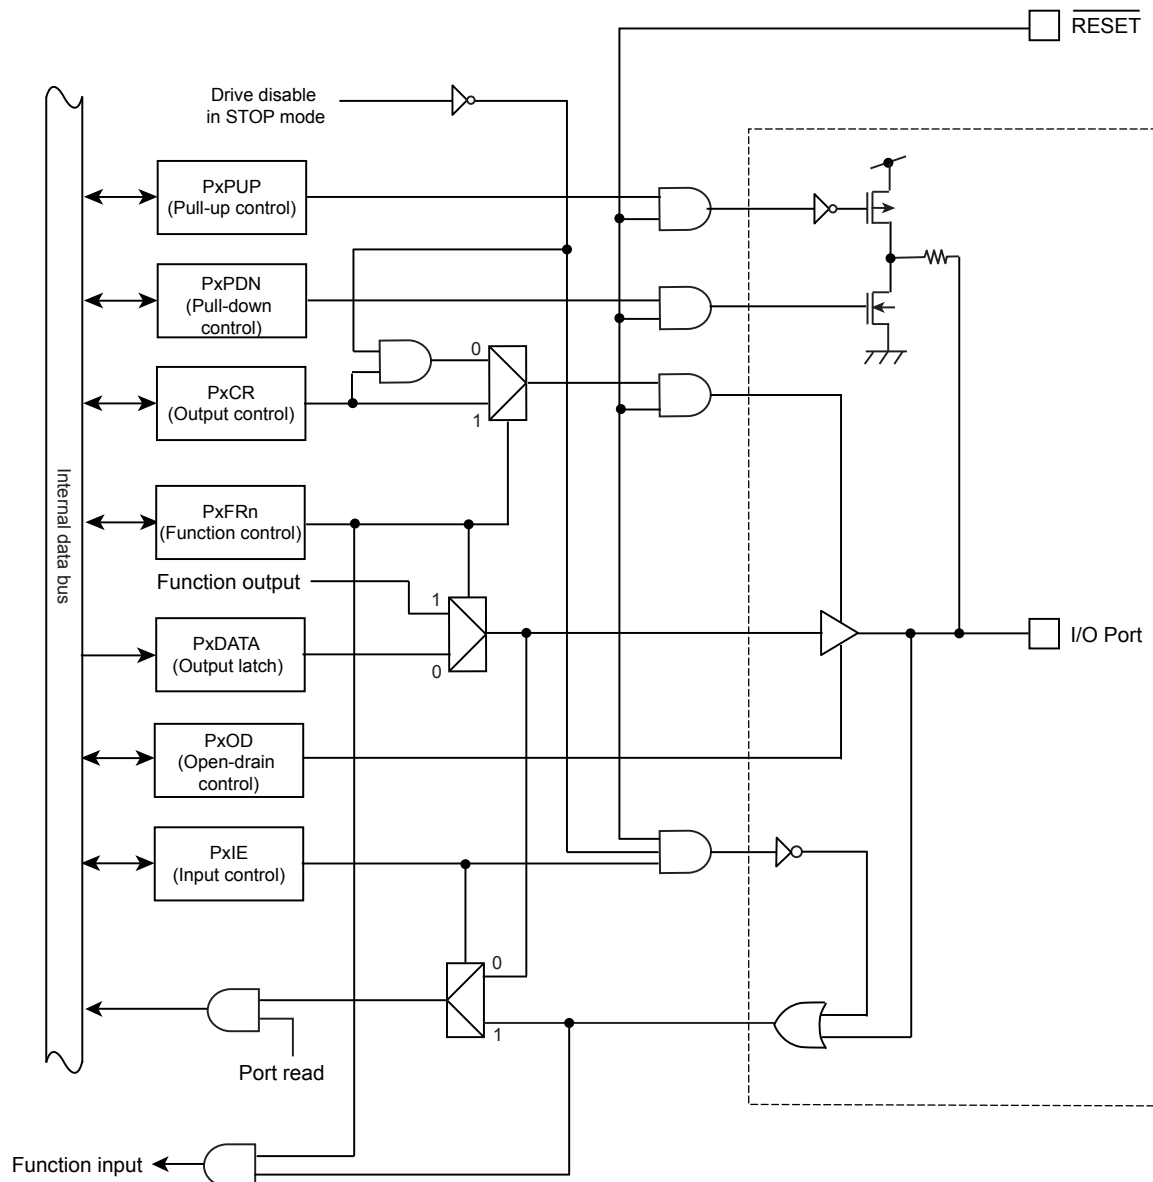 RESET
Drive disable
in STOP mode
PxPUP
(Pull-up control)
PxPDN
(Pull-down
control)
0
PxCR
(Output control)
1
Internal data bus
PxFRn
(Function control)
Function output
1
PxDATA
(Output latch)
0
I/O Port
PxOD
(Open-drain
control)
PxIE
(Input control)
0
1
Port read
Function input